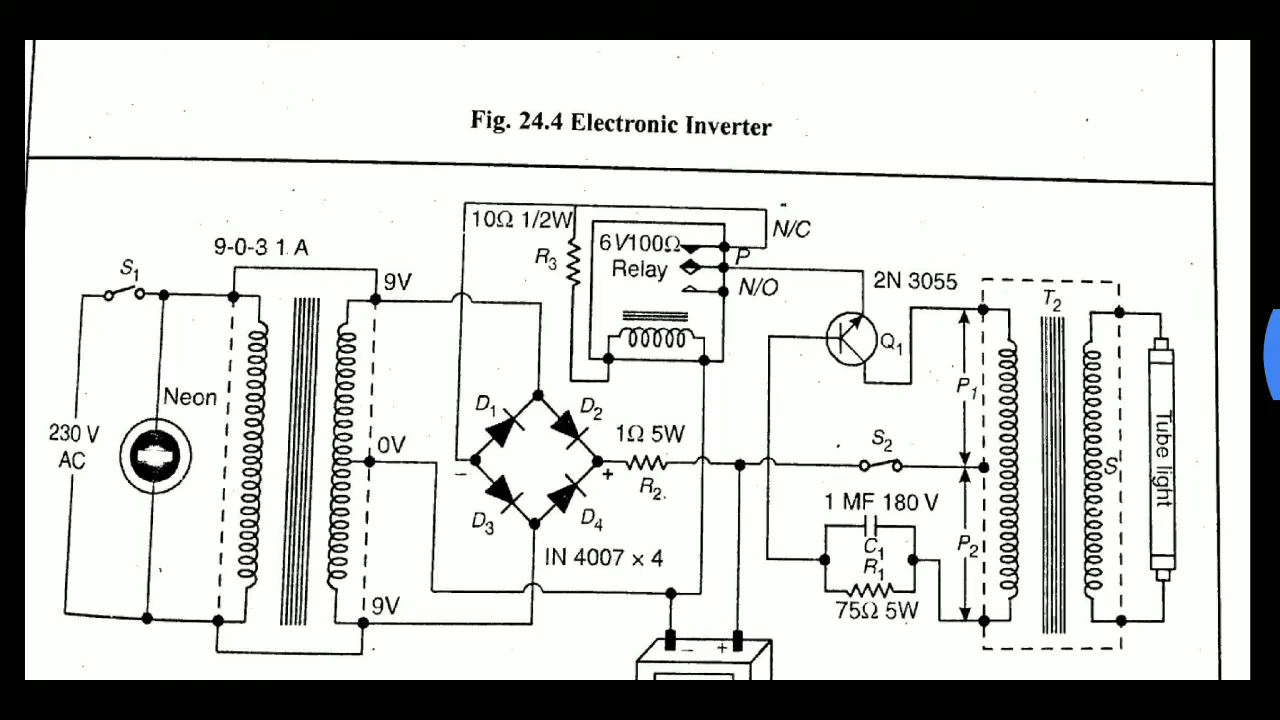 Fig. 24.4 Electronic Inverter
9-0-3 1 A
S1
9V
10Ω 1/2W
R3
6V100Ω
Relay
N/C
P
N/O
2N 3055
Q1
T2
Neon
230 V
AC
0V
D1
D2
D3
D4
−
+
1Ω 5W
R2
S2
P1
P2
S
Tube light
1 MF 180 V
C1
R1
75Ω 5W
IN 4007 × 4
9V
−
+